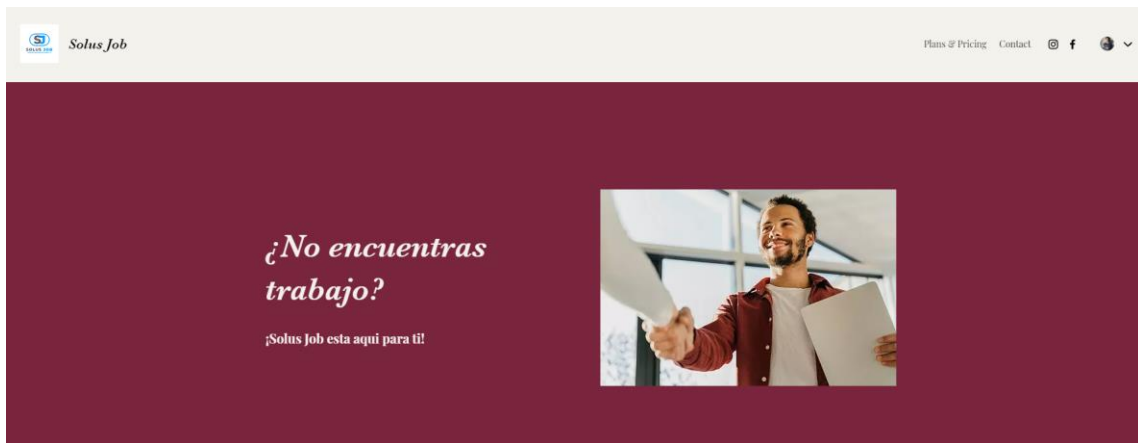 SJ
SOLUS JOB
Solus Job
Plans & Pricing Contact
¿No encuentras
trabajo?
¡Solus Job esta aqui para ti!